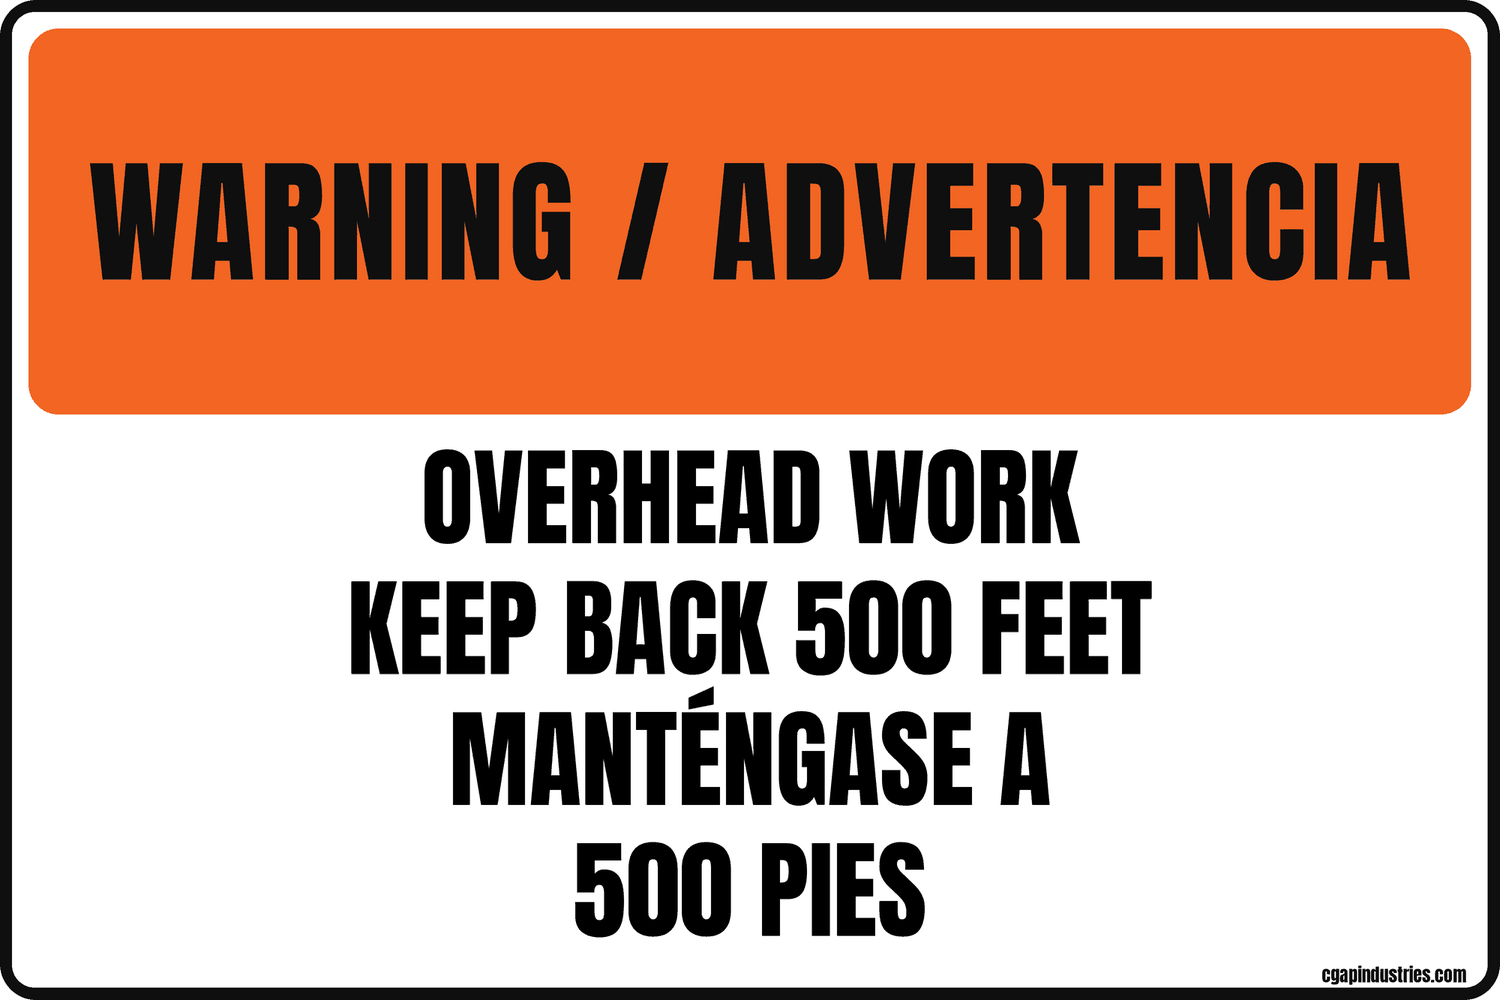 WARNING / ADVERTENCIA
OVERHEAD WORK
KEEP BACK 500 FEET
MANTÉNGASE A
500 PIES
cgapindustries.com